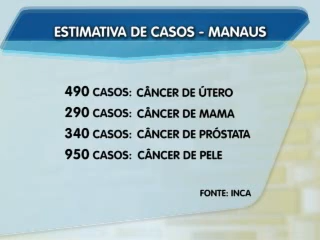 ESTIMATIVA DE CASOS - MANAUS
490 CASOS: CÂNCER DE ÚTERO
290 CASOS: CÂNCER DE MAMA
340 CASOS: CÂNCER DE PRÓSTATA
950 CASOS: CÂNCER DE PELE
FONTE: INCA